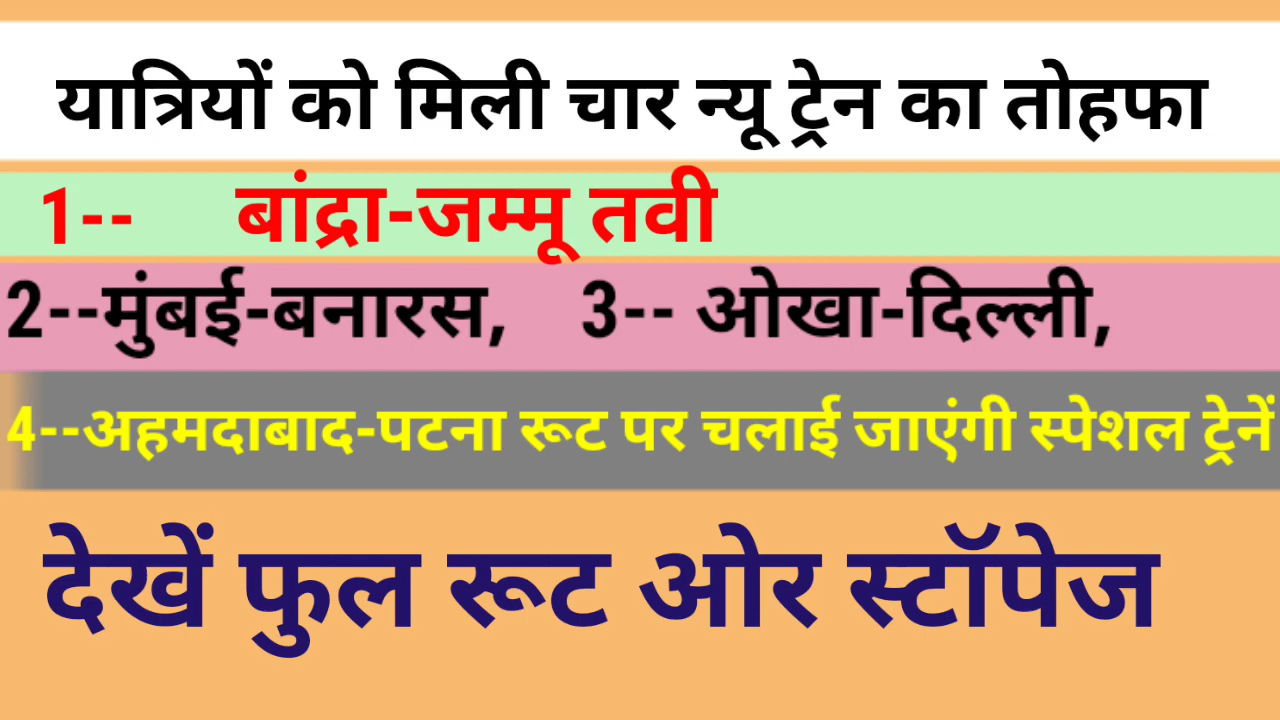 यात्रियों को मिली चार न्यू ट्रेन का तोहफा
1-- बांद्रा-जम्मू तवी
2--मुंबई-बनारस, 3-- ओखा-दिल्ली,
4--अहमदाबाद-पटना रूट पर चलाई जाएंगी स्पेशल ट्रेनें
देखें फुल रूट ओर स्टॉपेज